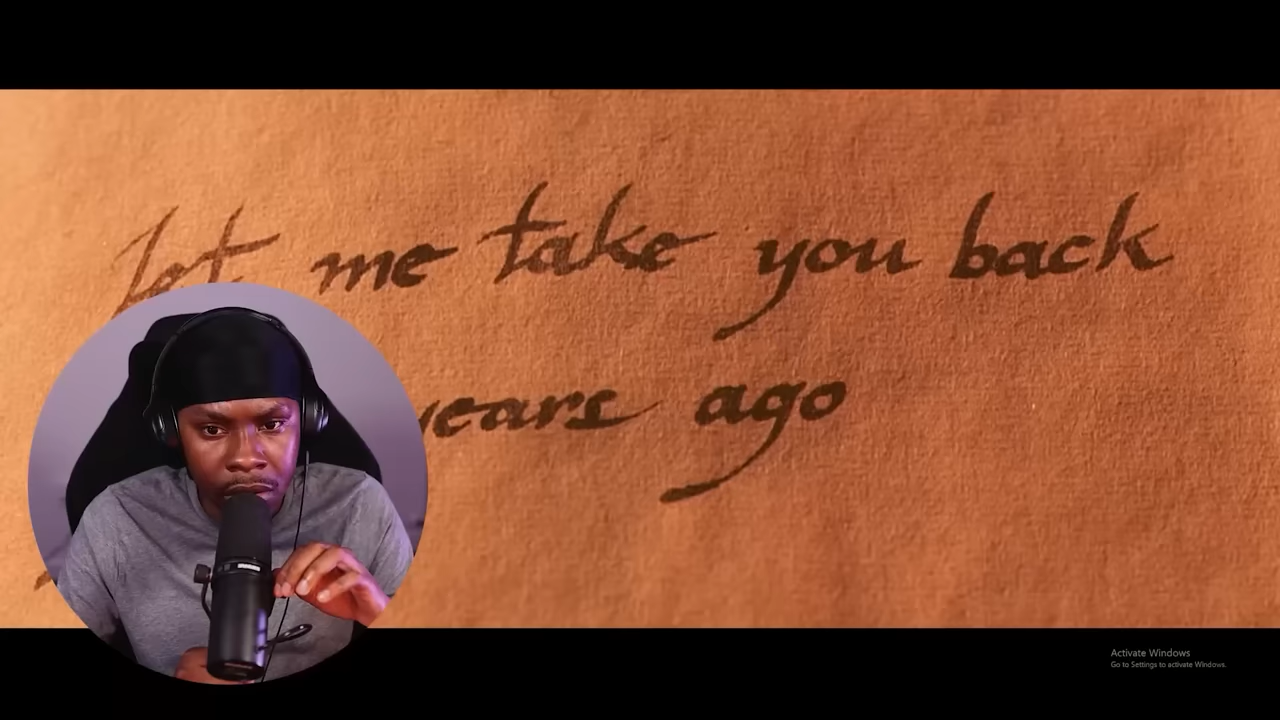 let me take you back
years ago
Activate Windows
Go to Settings to activate Windows.